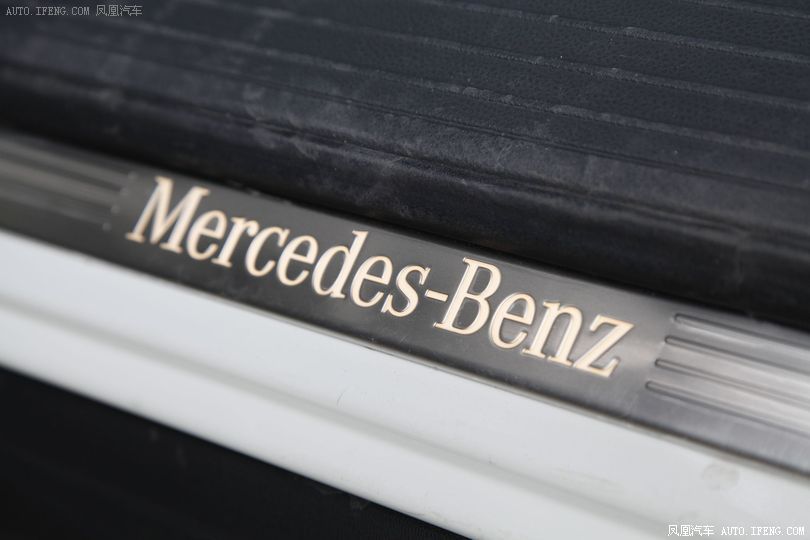 AUTO.IFENG.COM 凤凰汽车
Mercedes-Benz
凤凰汽车 AUTO.IFENG.COM